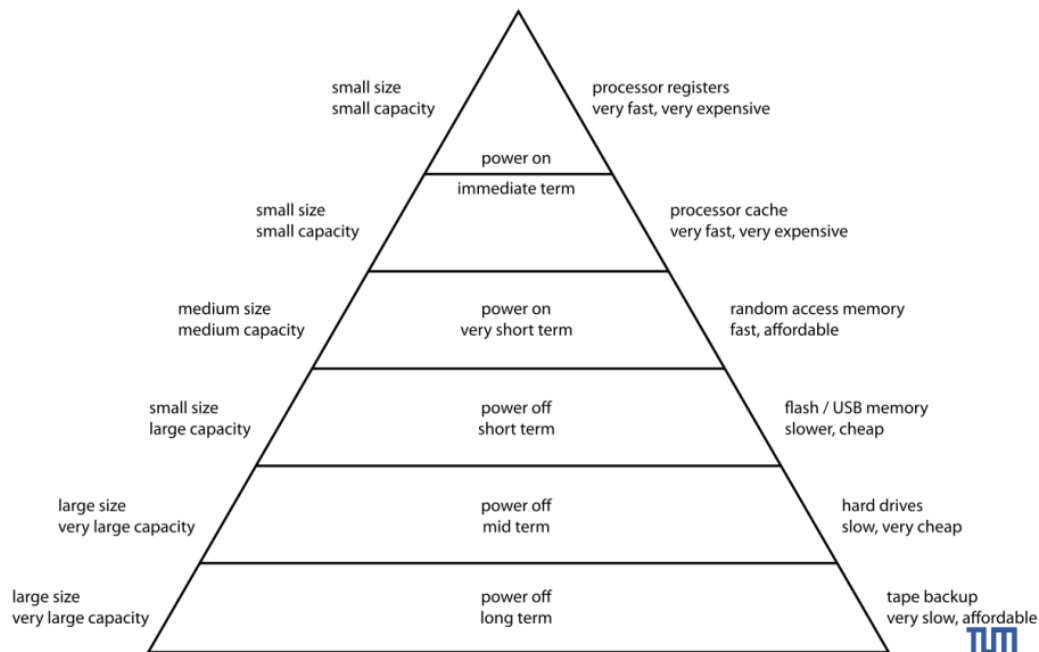 small size
small capacity
processor registers
very fast, very expensive
power on
immediate term
small size
small capacity
processor cache
very fast, very expensive
medium size
medium capacity
power on
very short term
random access memory
fast, affordable
small size
large capacity
power off
short term
flash / USB memory
slower, cheap
large size
very large capacity
power off
mid term
hard drives
slow, very cheap
large size
very large capacity
power off
long term
tape backup
very slow, affordable
TUM